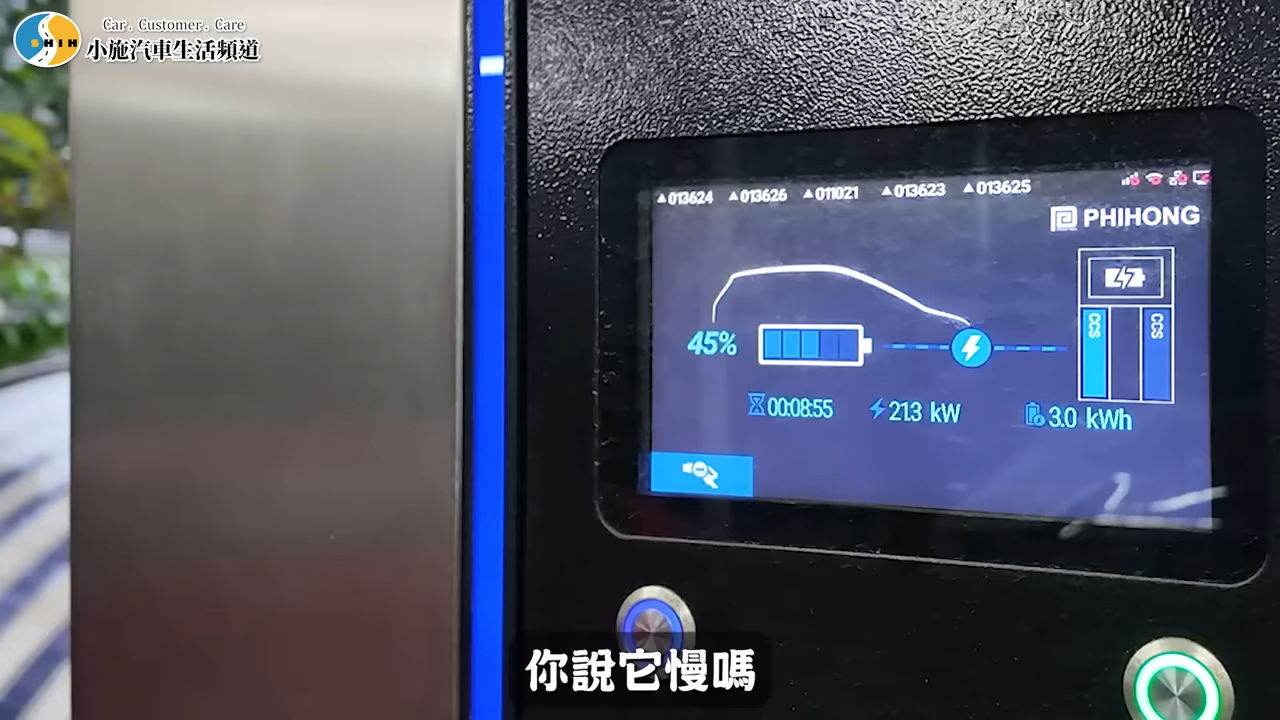 Car. Customer. Care
SHIH
小施汽車生活頻道
▲013624 ▲013626 ▲011021 ▲013623 ▲013625
PHIHONG
45%
CCS CCS
00:08:55 21.3 kW 3.0 kWh
你說它慢嗎